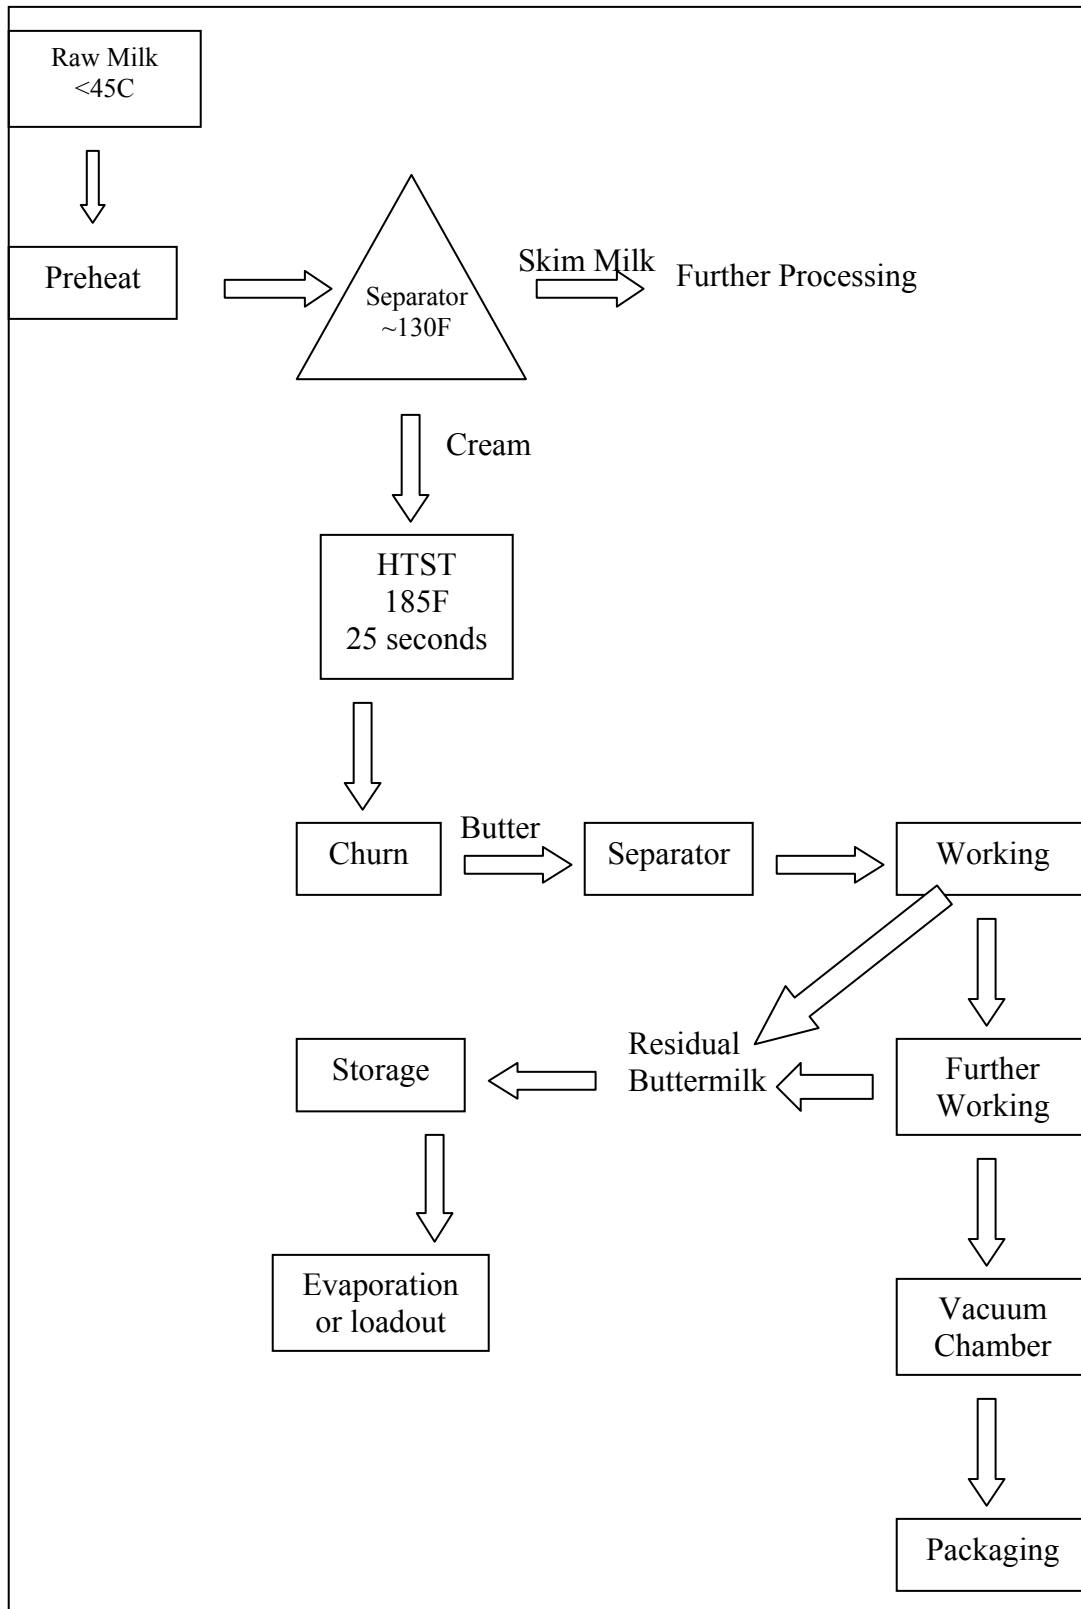 Raw Milk
<45C
Preheat
Separator
~130F
Skim Milk
Further Processing
Cream
HTST
185F
25 seconds
Churn
Butter
Separator
Working
Residual
Buttermilk
Storage
Further
Working
Evaporation
or loadout
Vacuum
Chamber
Packaging